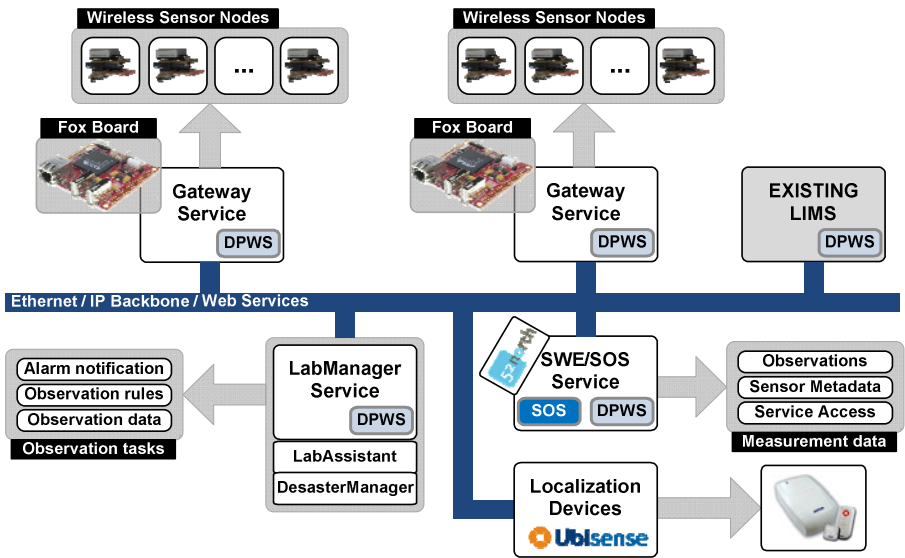 Wireless Sensor Nodes
...
Wireless Sensor Nodes
...
Fox Board
Gateway
Service
DPWS
Fox Board
Gateway
Service
DPWS
EXISTING
LIMS
DPWS
Ethernet / IP Backbone / Web Services
Alarm notification
Observation rules
Observation data
Observation tasks
LabManager
Service
DPWS
LabAssistant
DesasterManager
52north
SWE/SOS
Service
SOS
DPWS
Observations
Sensor Metadata
Service Access
Measurement data
Localization
Devices
Ubisense